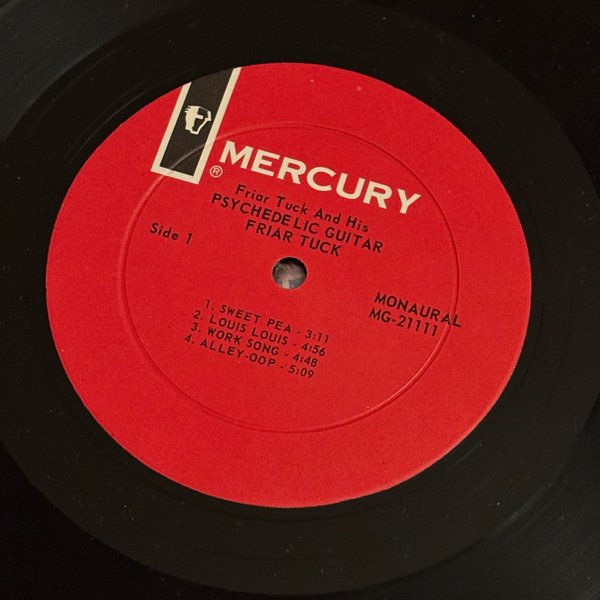 MERCURY
®
Friar Tuck And His
PSYCHEDELIC GUITAR
FRIAR TUCK
Side 1
MONAURAL
MG-21111
1. SWEET PEA - 3:11
2. LOUIS LOUIS - 4:56
3. WORK SONG - 4:48
4. ALLEY-OOP - 5:09